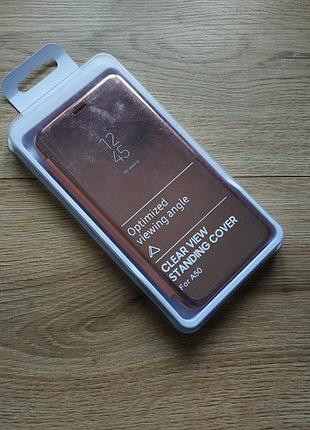 12
45
Optimized
viewing angle
CLEAR VIEW
STANDING COVER
For A50